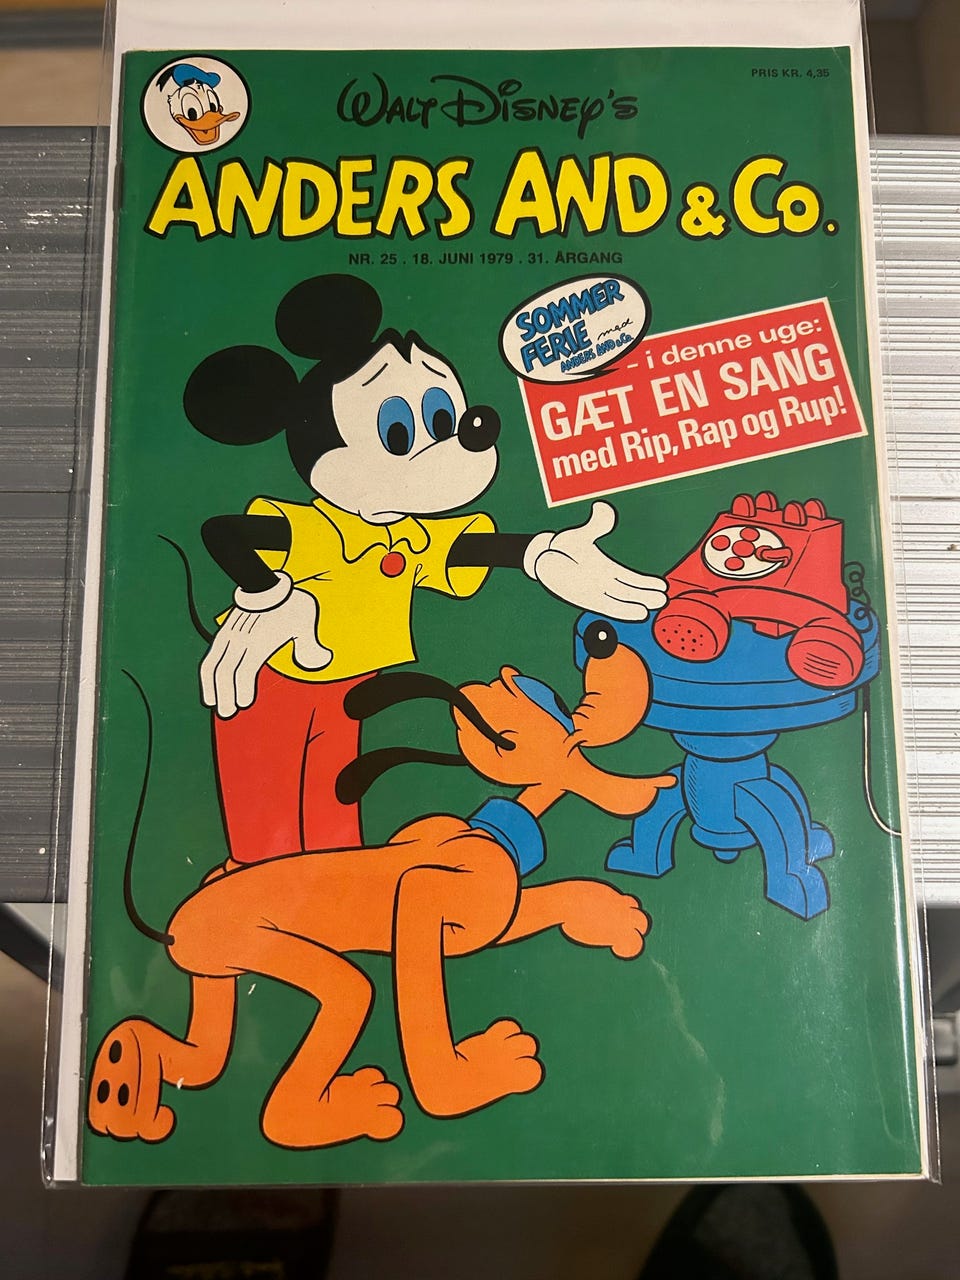 PRIS KR. 4,35
WALT DISNEY'S
ANDERS AND & CO.
NR. 25 . 18. JUNI 1979 . 31. ÅRGANG
SOMMER
FERIE med
ANDERS AND & Co.
- i denne uge:
GÆT EN SANG
med Rip, Rap og Rup!